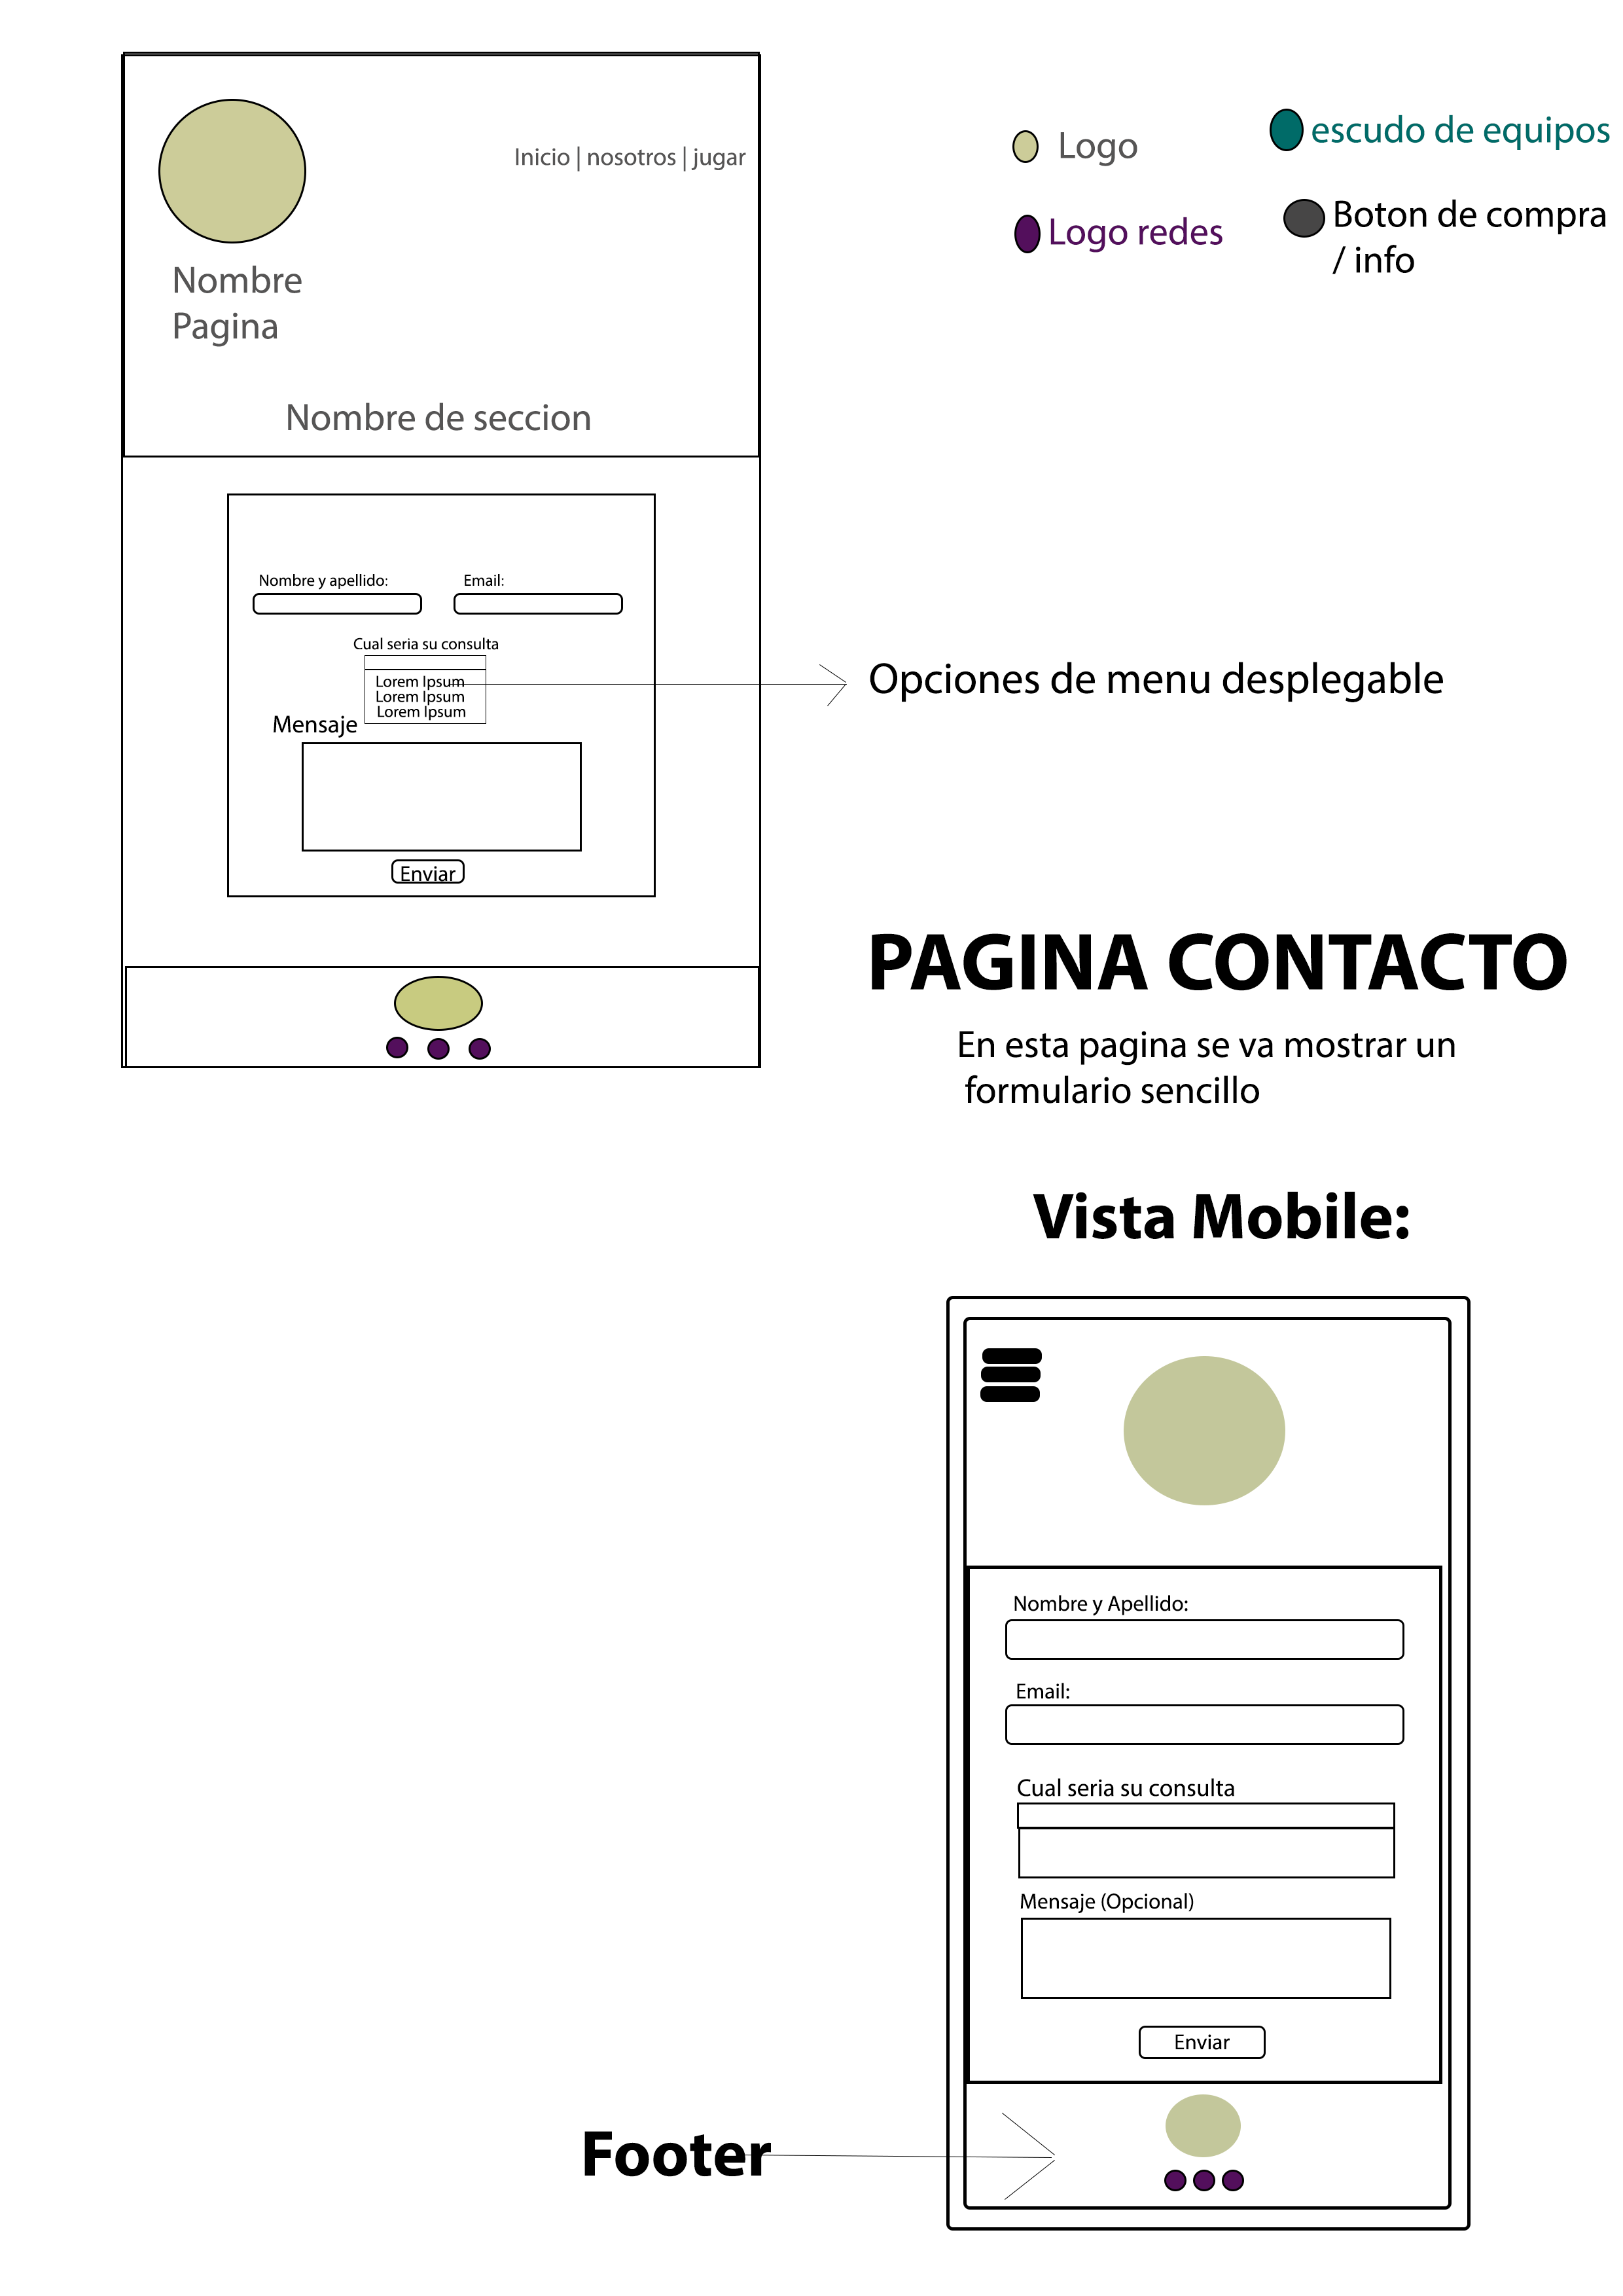 Inicio | nosotros | jugar
Nombre
Pagina
Nombre de seccion
Logo
escudo de equipos
Logo redes
Boton de compra
/ info
Nombre y apellido:
Email:
Cual seria su consulta
Lorem Ipsum
Lorem Ipsum
Lorem Ipsum
Mensaje
Enviar
Opciones de menu desplegable
PAGINA CONTACTO
En esta pagina se va mostrar un
formulario sencillo
Vista Mobile:
Nombre y Apellido:
Email:
Cual seria su consulta
Mensaje (Opcional)
Enviar
Footer